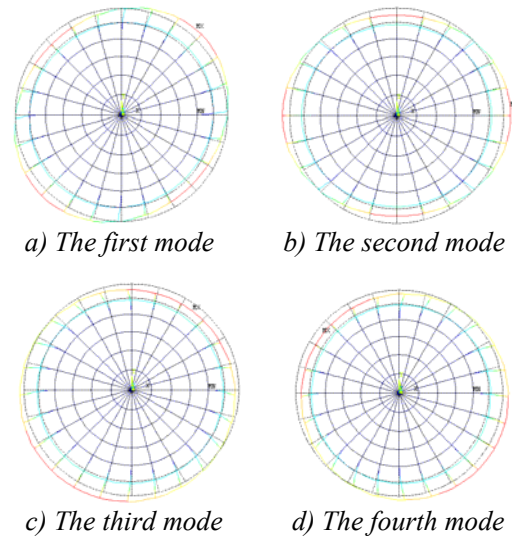 a) The first mode
b) The second mode
c) The third mode
d) The fourth mode